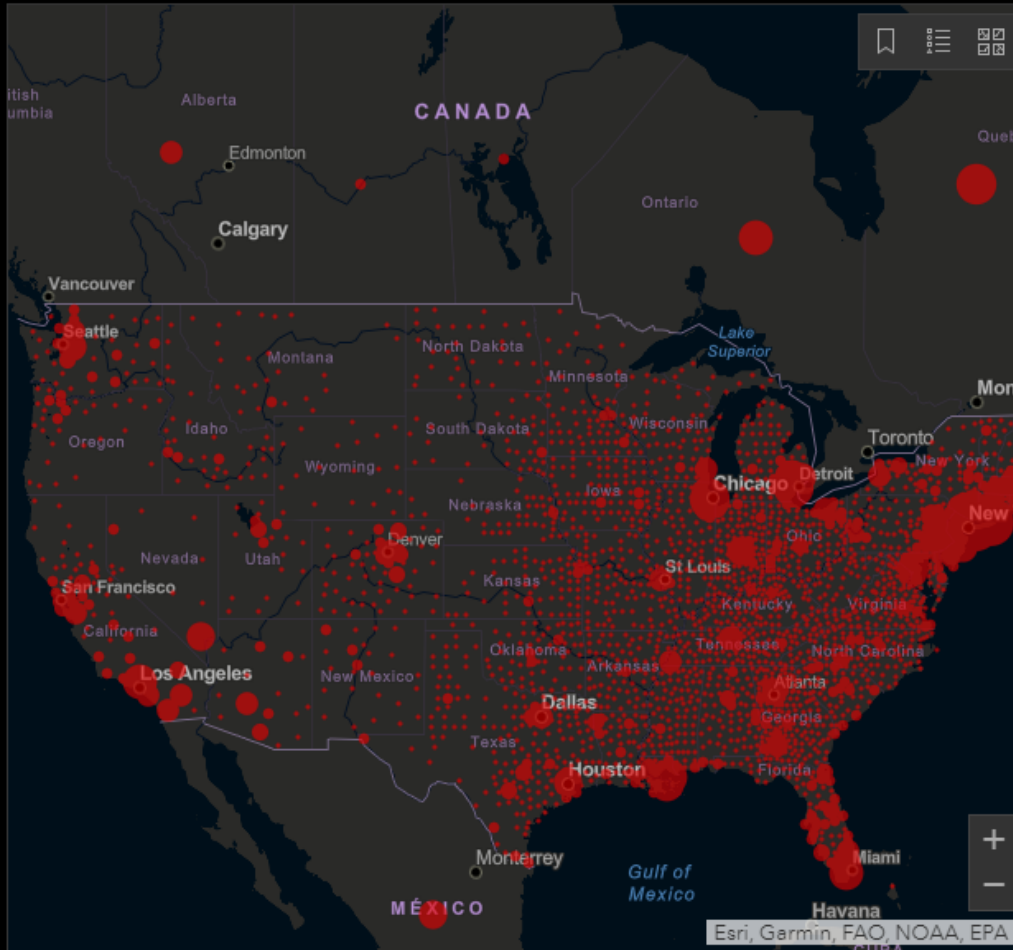 itish
umbia
Alberta
CANADA
Queb
Edmonton
Ontario
Calgary
Vancouver
Seattle
Lake
Superior
North Dakota
Montana
Minnesota
Mon
Oregon
Idaho
South Dakota
Wisconsin
Toronto
New York
Wyoming
Chicago
Detroit
Iowa
Nebraska
New
Denver
Ohio
Nevada
Utah
St Louis
San Francisco
Kansas
Kentucky
Virginia
California
Tennessee
Oklahoma
North Carolina
Arkansas
Los Angeles
New Mexico
Atlanta
Dallas
Georgia
Texas
Houston
Florida
Monterrey
Miami
Gulf of
Mexico
MÉXICO
Havana
Esri, Garmin, FAO, NOAA, EPA
CUBA